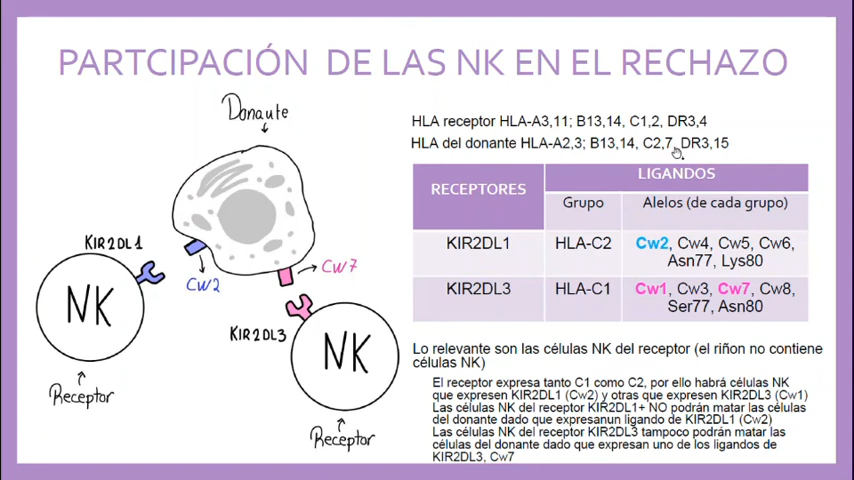 PARTCIPACIÓN DE LAS NK EN EL RECHAZO
Donante
HLA receptor HLA-A3,11; B13,14, C1,2, DR3,4
HLA del donante HLA-A2,3; B13,14, C2,7, DR3,15
RECEPTORES
LIGANDOS
Grupo
Alelos (de cada grupo)
KIR2DL1
HLA-C2
Cw2, Cw4, Cw5, Cw6,
Asn77, Lys80
KIR2DL3
HLA-C1
Cw1, Cw3, Cw7, Cw8,
Ser77, Asn80
KIR2DL1
Cw2
Cw7
NK
KIR2DL3
NK
Receptor
Receptor
Lo relevante son las células NK del receptor (el riñon no contiene
células NK)
El receptor expresa tanto C1 como C2, por ello habrá células NK
que expresen KIR2DL1 (Cw2) y otras que expresen KIR2DL3 (Cw1)
Las células NK del receptor KIR2DL1+ NO podrán matar las células
del donante dado que expresanun ligando de KIR2DL1 (Cw2)
Las células NK del receptor KIR2DL3 tampoco podrán matar las
células del donante dado que expresan uno de los ligandos de
KIR2DL3, Cw7